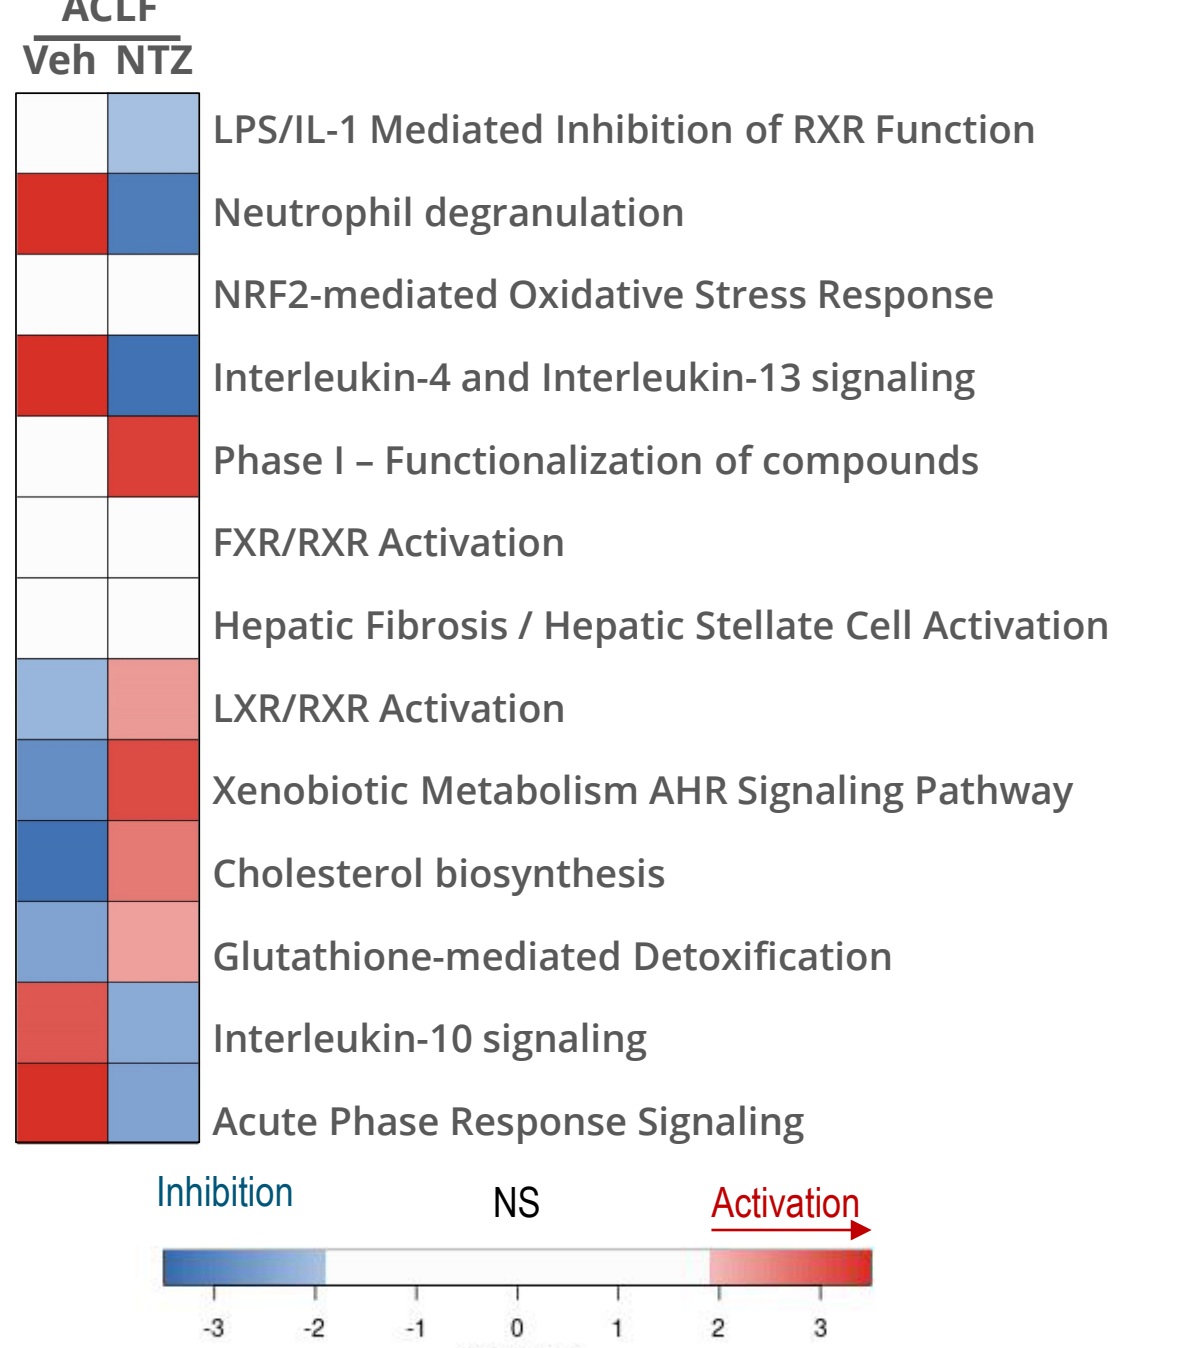 ACLF
Veh NTZ
LPS/IL-1 Mediated Inhibition of RXR Function
Neutrophil degranulation
NRF2-mediated Oxidative Stress Response
Interleukin-4 and Interleukin-13 signaling
Phase I – Functionalization of compounds
FXR/RXR Activation
Hepatic Fibrosis / Hepatic Stellate Cell Activation
LXR/RXR Activation
Xenobiotic Metabolism AHR Signaling Pathway
Cholesterol biosynthesis
Glutathione-mediated Detoxification
Interleukin-10 signaling
Acute Phase Response Signaling
Inhibition NS Activation
-3 -2 -1 0 1 2 3